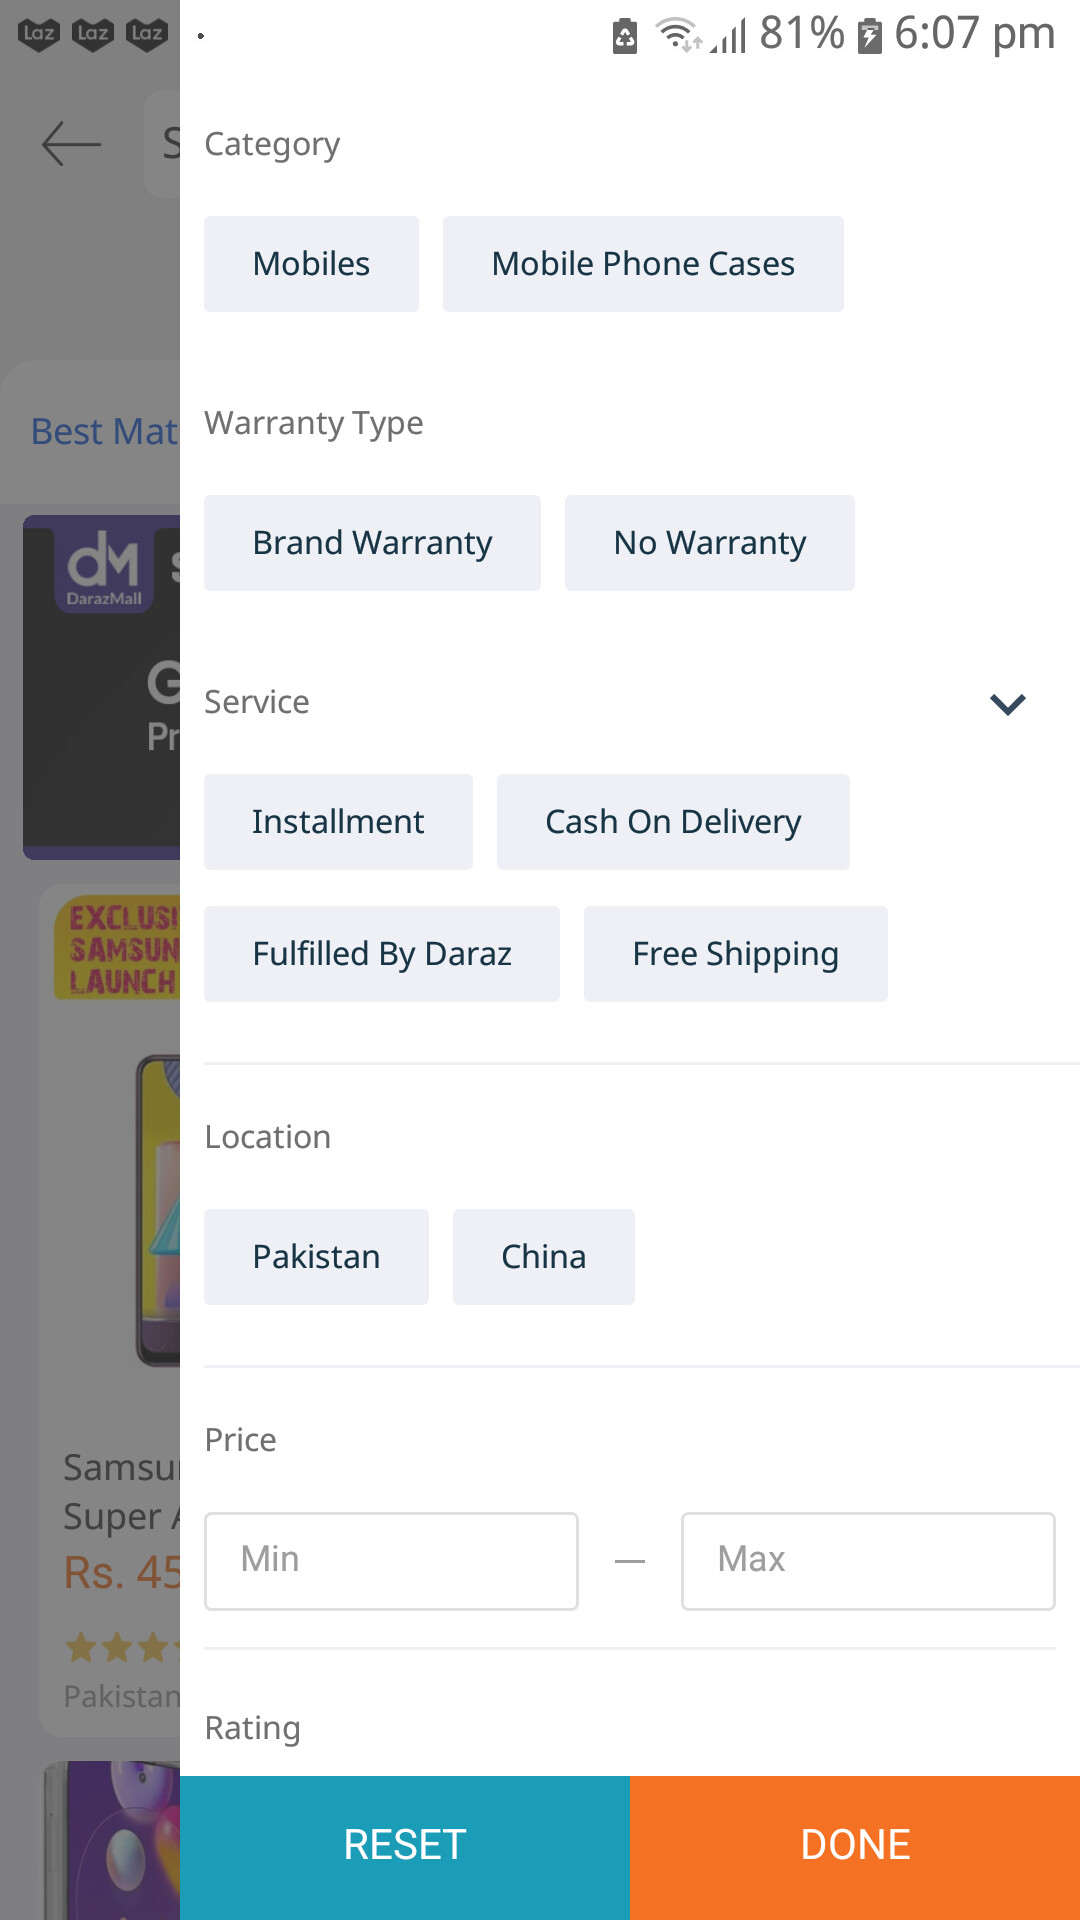 Laz Laz Laz 81% 6:07 pm
Category
Mobiles Mobile Phone Cases
Warranty Type
Best Mat
Brand Warranty No Warranty
dM
DarazMall
Service
Pr
Installment Cash On Delivery
EXCLUSI
SAMSUN
LAUNCH
Fulfilled By Daraz Free Shipping
Location
Pakistan China
Price
Samsu
Super
Min — Max
Rs. 45
Pakistan
Rating
RESET DONE